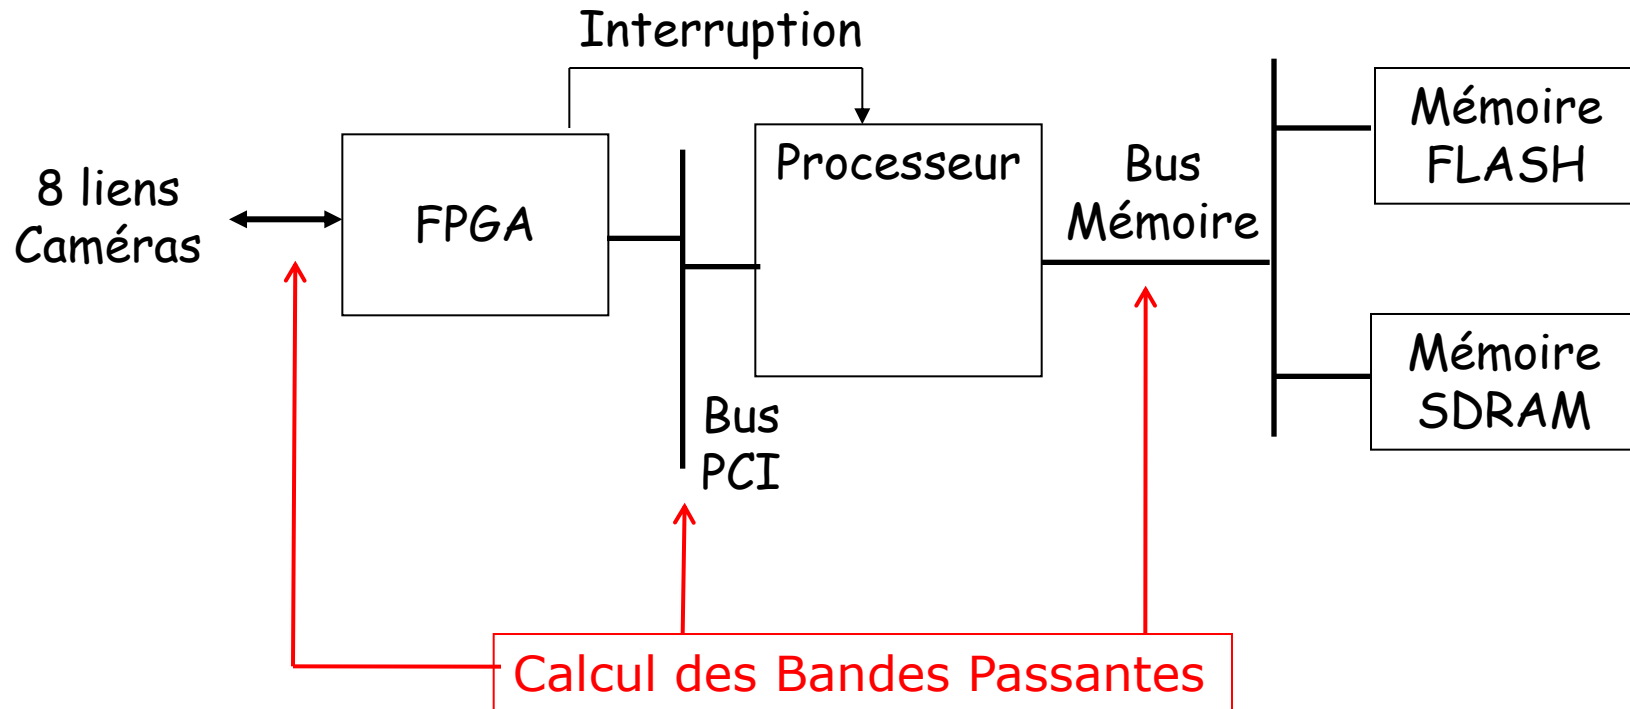 Interruption
8 liens
Caméras
FPGA
Processeur
Bus
Mémoire
Mémoire
FLASH
Mémoire
SDRAM
Bus
PCI
Calcul des Bandes Passantes